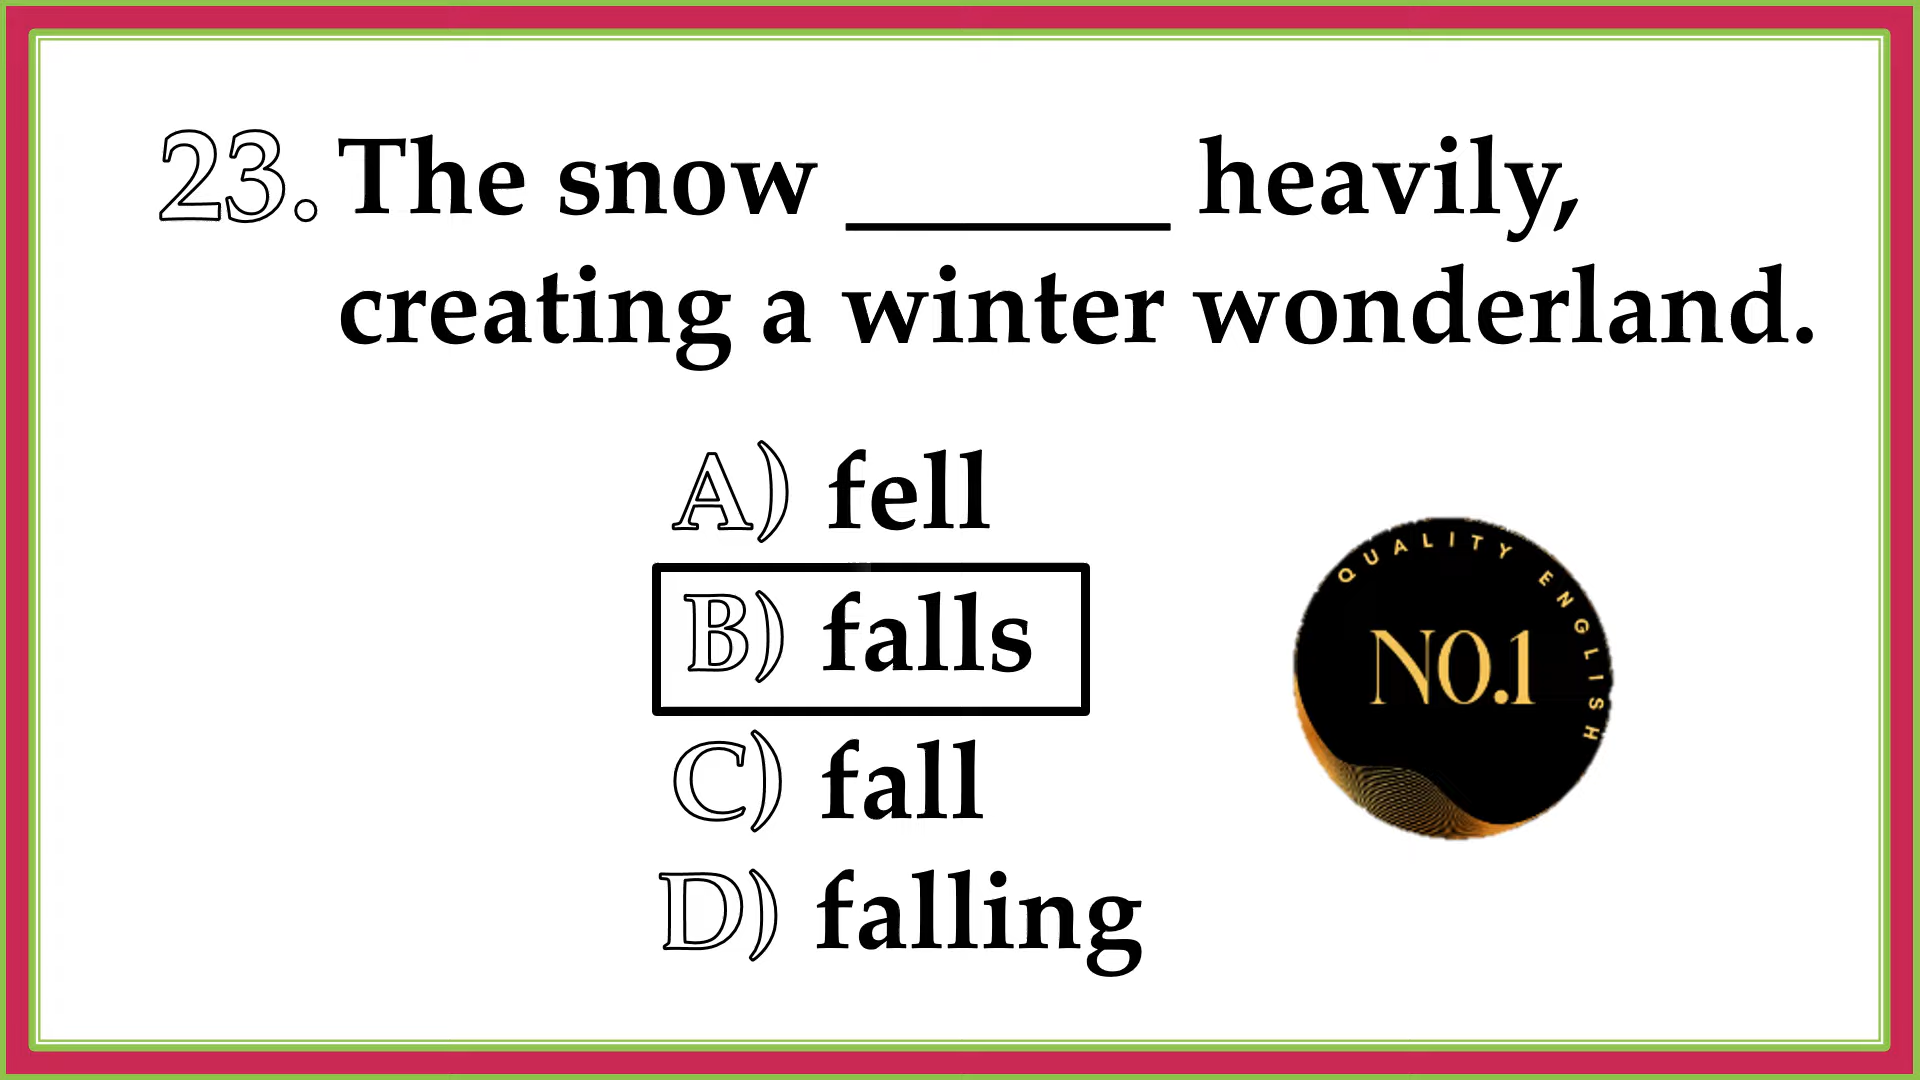 23. The snow ______ heavily,
creating a winter wonderland.
A) fell
B) falls
C) fall
D) falling
QUALITY ENGLISH
NO.1